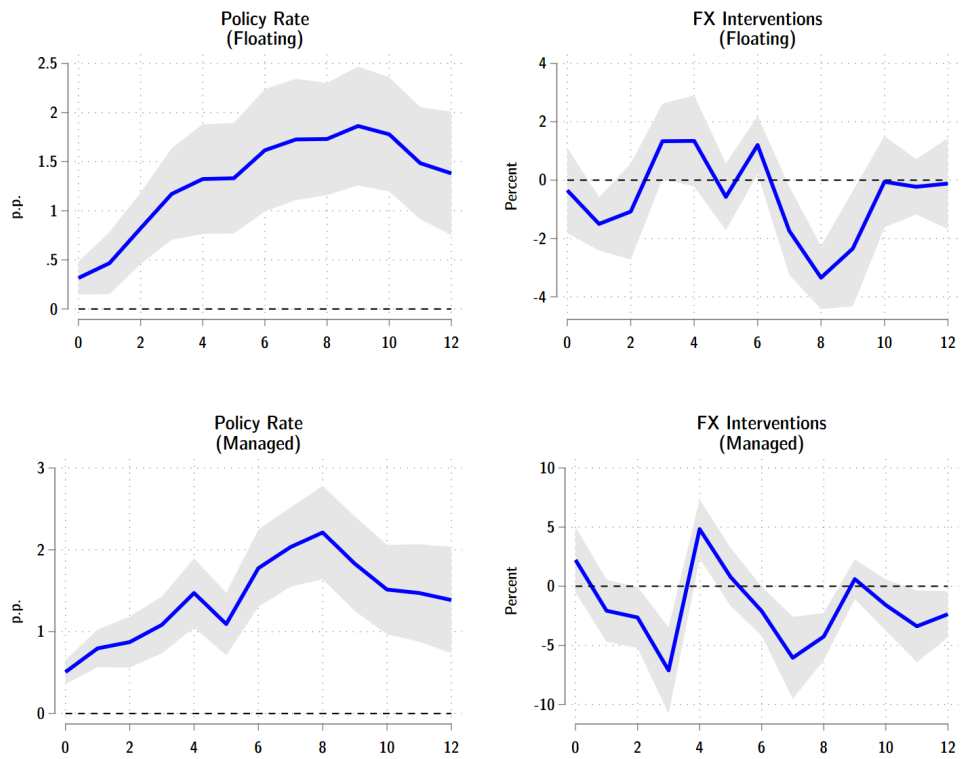 Policy Rate
(Floating)
p.p.
2.5
2
1.5
1
.5
0
0 2 4 6 8 10 12
FX Interventions
(Floating)
Percent
4
2
0
-2
-4
0 2 4 6 8 10 12
Policy Rate
(Managed)
p.p.
3
2
1
0
0 2 4 6 8 10 12
FX Interventions
(Managed)
Percent
10
5
0
-5
-10
0 2 4 6 8 10 12